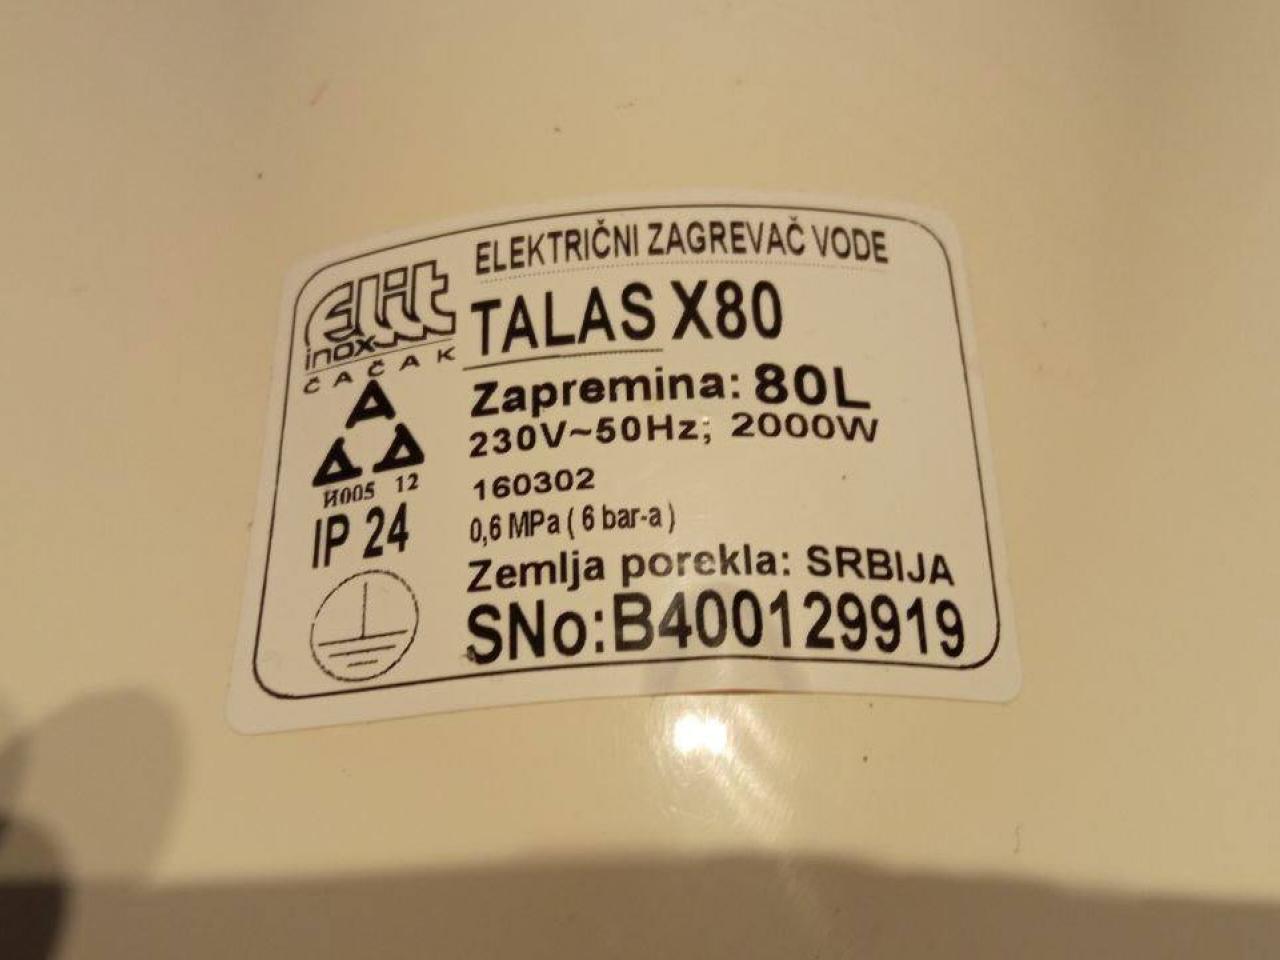 ELEKTRIČNI ZAGREVAČ VODE
Elit
inox
ČAČAK
TALAS X80
Zapremina: 80L
230V~50Hz; 2000W
160302
0,6 MPa ( 6 bar-a )
Zemlja porekla: SRBIJA
SNo:B400129919
AAA
И005 12
IP 24